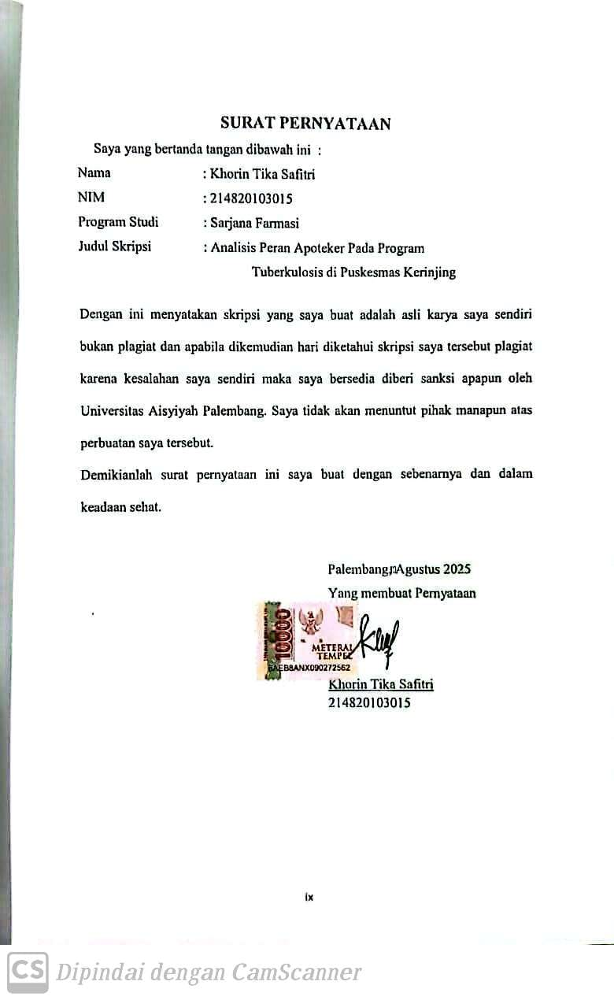 SURAT PERNYATAAN
Saya yang bertanda tangan dibawah ini :
Nama : Khorin Tika Safitri
NIM : 214820103015
Program Studi : Sarjana Farmasi
Judul Skripsi : Analisis Peran Apoteker Pada Program
Tuberkulosis di Puskesmas Kerinjing
Dengan ini menyatakan skripsi yang saya buat adalah asli karya saya sendiri
bukan plagiat dan apabila dikemudian hari diketahui skripsi saya tersebut plagiat
karena kesalahan saya sendiri maka saya bersedia diberi sanksi apapun oleh
Universitas Aisyiyah Palembang. Saya tidak akan menuntut pihak manapun atas
perbuatan saya tersebut.
Demikianlah surat pernyataan ini saya buat dengan sebenarnya dan dalam
keadaan sehat.
Palembang, Agustus 2025
Yang membuat Pernyataan
10000
METERAI
TEMPEL
Khorin Tika Safitri
214820103015
ix
CS Dipindai dengan CamScanner